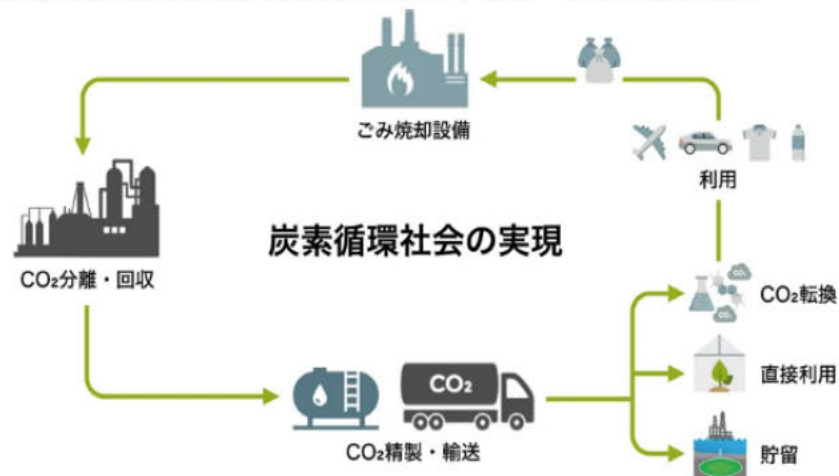 ごみ焼却設備
利用
炭素循環社会の実現
CO₂分離・回収
CO₂転換
直接利用
CO₂
CO₂精製・輸送
貯留